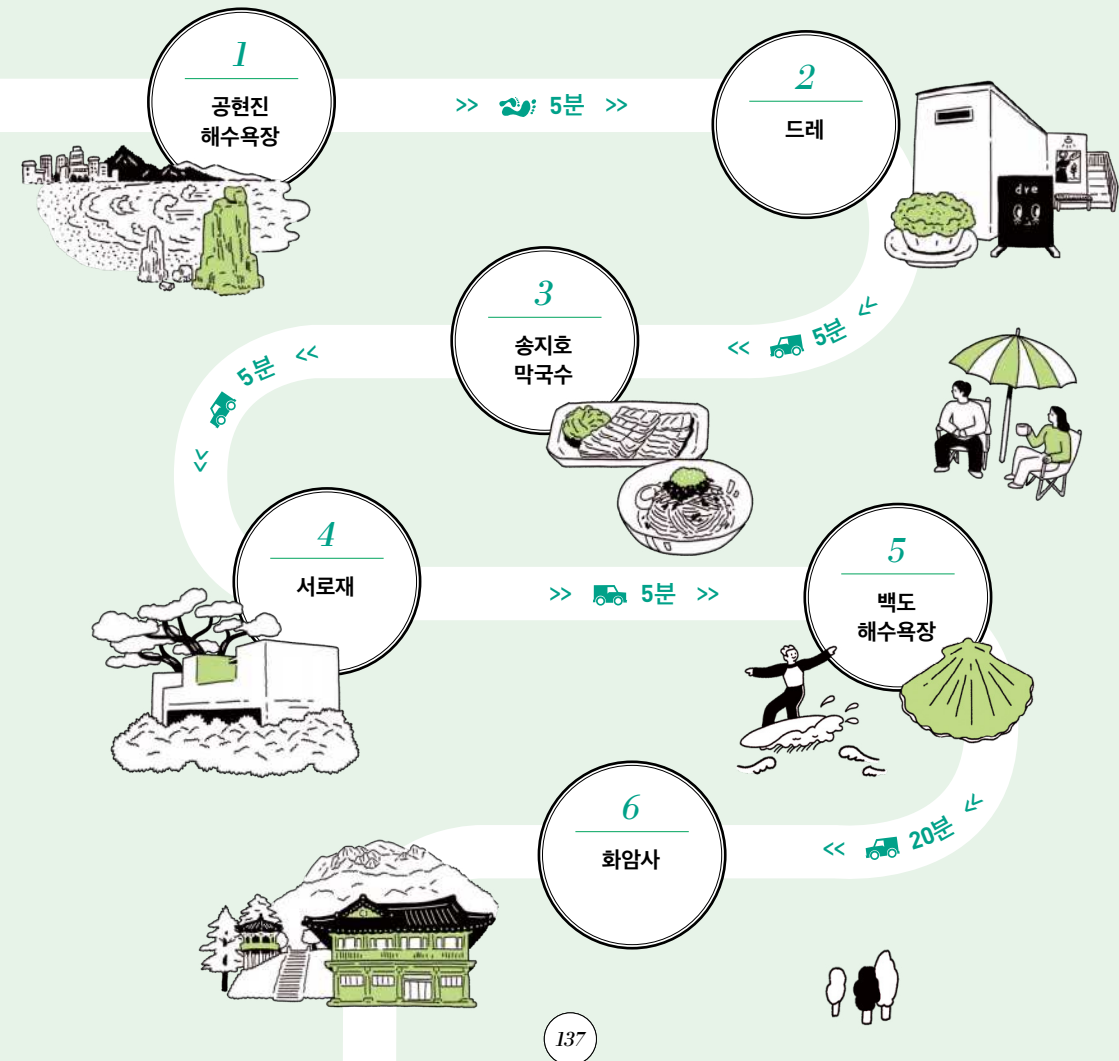 1
공현진
해수욕장
>> 5분 >>
2
드레
dre
<< 5분 <<
3
송지호
막국수
<< 5분 <<
4
서로재
>> 5분 >>
5
백도
해수욕장
<< 20분 <<
6
화암사
137